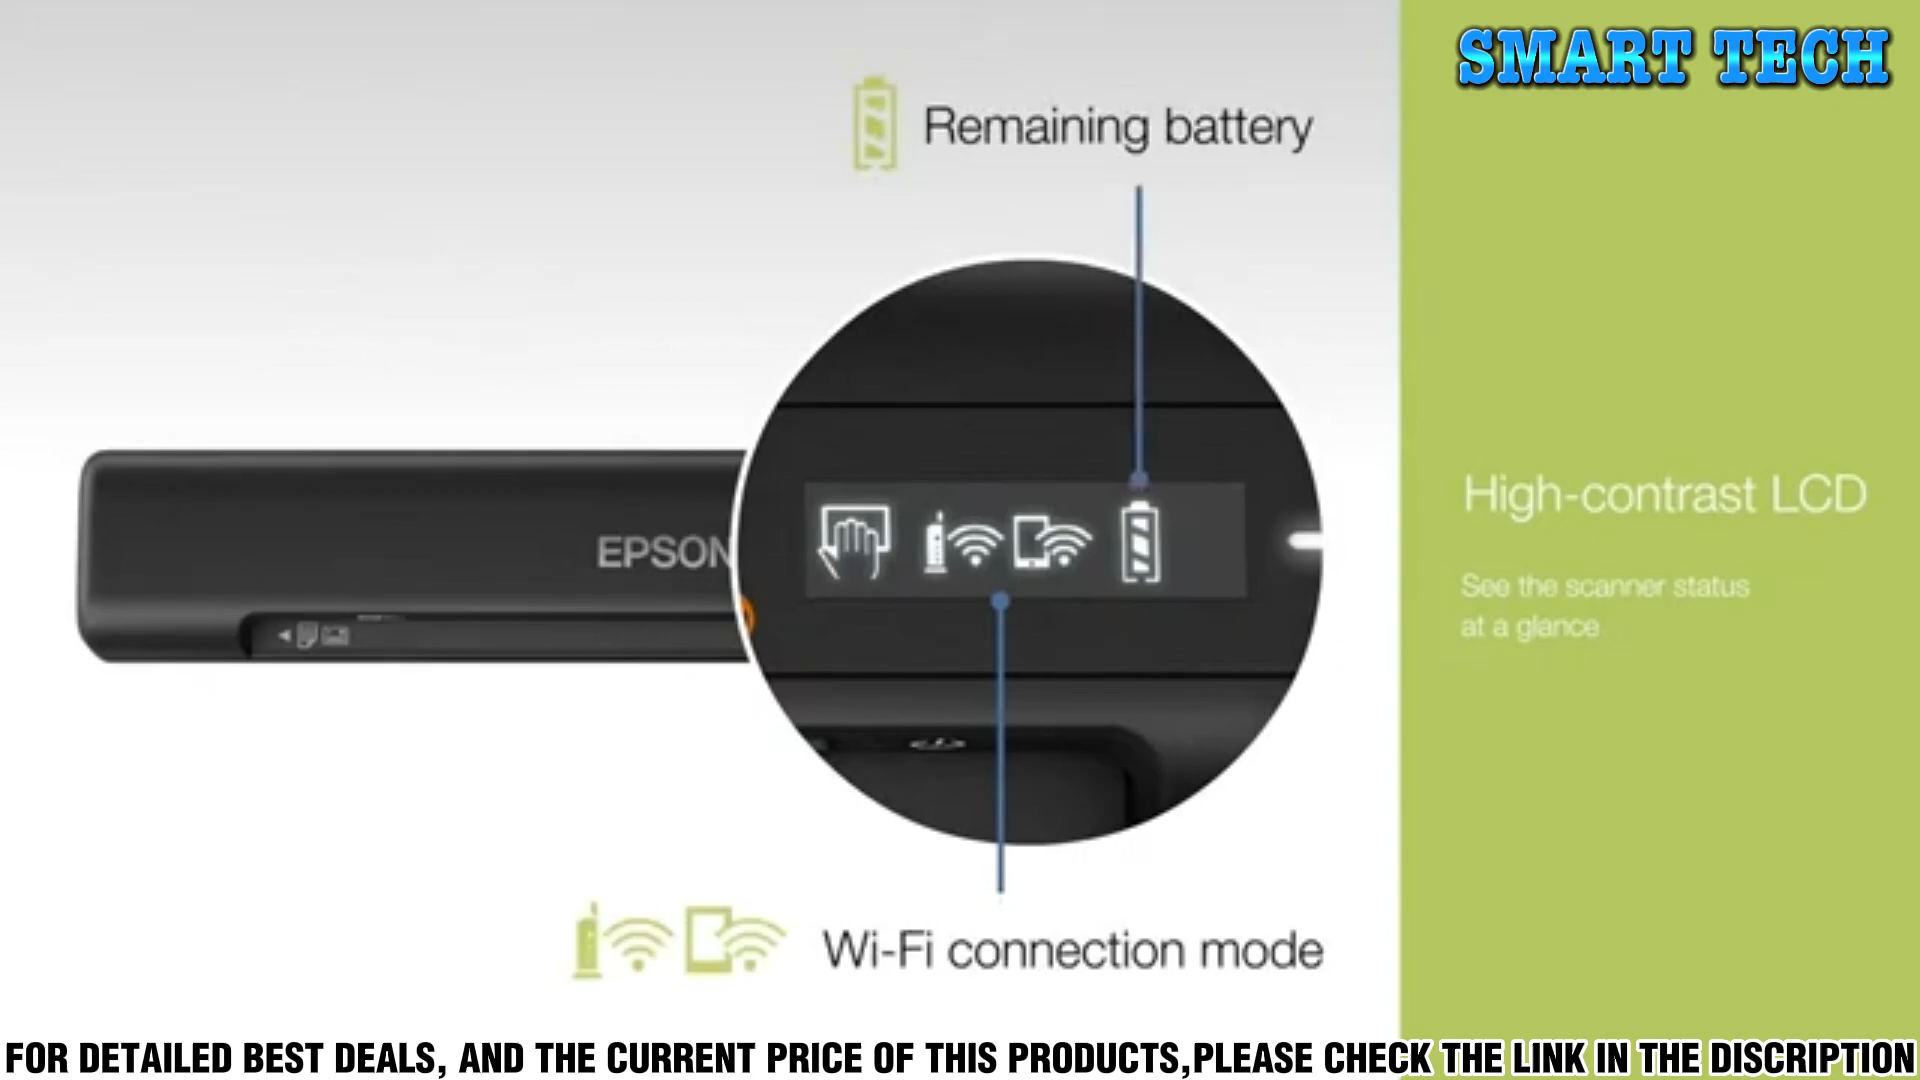 SMART TECH
Remaining battery
EPSON
High-contrast LCD
See the scanner status
at a glance
Wi-Fi connection mode
FOR DETAILED BEST DEALS, AND THE CURRENT PRICE OF THIS PRODUCTS,PLEASE CHECK THE LINK IN THE DISCRIPTION